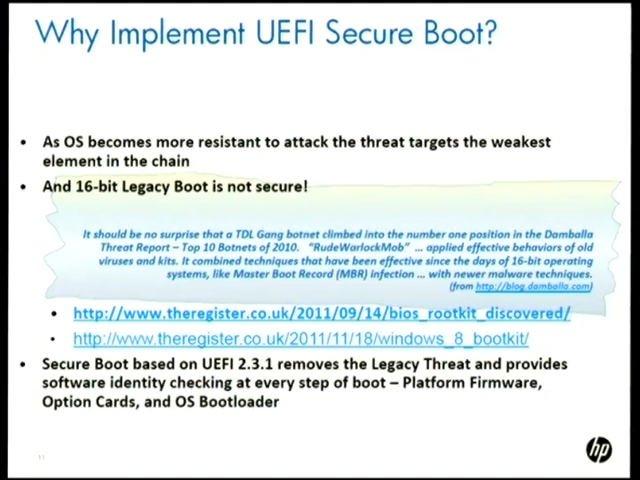 Why Implement UEFI Secure Boot?
• As OS becomes more resistant to attack the threat targets the weakest
element in the chain
• And 16-bit Legacy Boot is not secure!
It should be no surprise that a TDL Gang botnet climbed into the number one position in the Damballa
Threat Report – Top 10 Botnets of 2010. "RudeWarlockMob" … applied effective behaviors of old
viruses and kits. It combined techniques that have been effective since the days of 16-bit operating
systems, like Master Boot Record (MBR) infection … with newer malware techniques.
(from http://blog.damballa.com)
• http://www.theregister.co.uk/2011/09/14/bios_rootkit_discovered/
• http://www.theregister.co.uk/2011/11/18/windows_8_bootkit/
• Secure Boot based on UEFI 2.3.1 removes the Legacy Threat and provides
software identity checking at every step of boot – Platform Firmware,
Option Cards, and OS Bootloader
11
hp